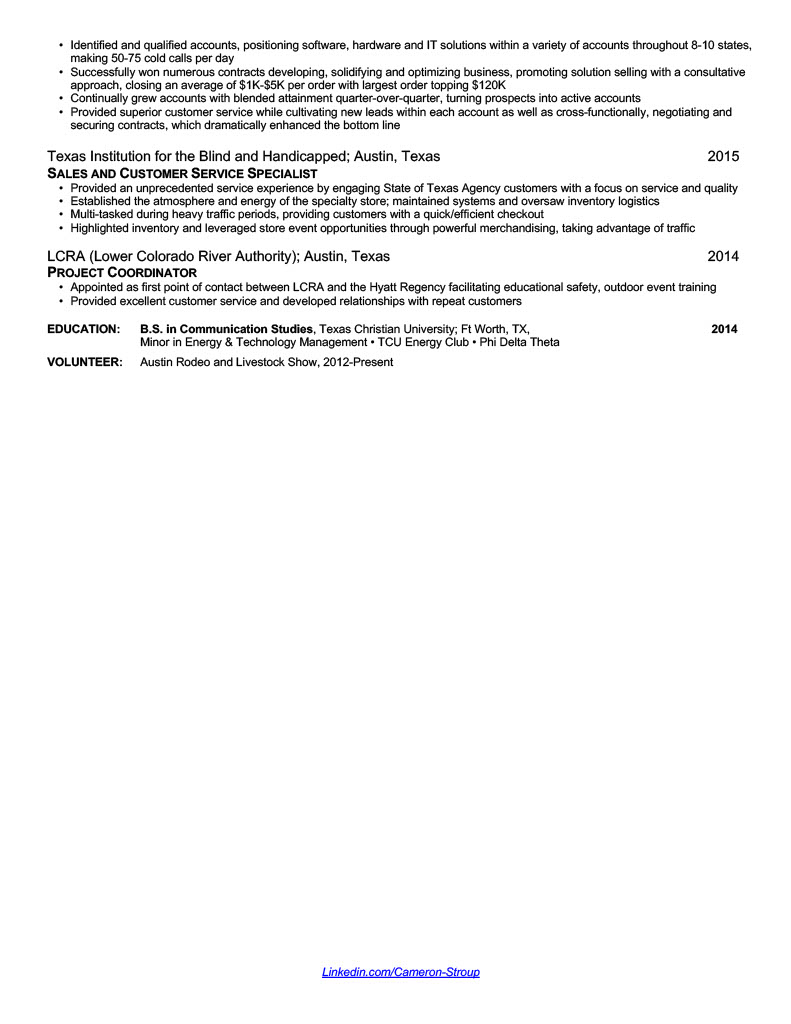 • Identified and qualified accounts, positioning software, hardware and IT solutions within a variety of accounts throughout 8-10 states,
making 50-75 cold calls per day
• Successfully won numerous contracts developing, solidifying and optimizing business, promoting solution selling with a consultative
approach, closing an average of $1K-$5K per order with largest order topping $120K
• Continually grew accounts with blended attainment quarter-over-quarter, turning prospects into active accounts
• Provided superior customer service while cultivating new leads within each account as well as cross-functionally, negotiating and
securing contracts, which dramatically enhanced the bottom line
Texas Institution for the Blind and Handicapped; Austin, Texas 2015
SALES AND CUSTOMER SERVICE SPECIALIST
• Provided an unprecedented service experience by engaging State of Texas Agency customers with a focus on service and quality
• Established the atmosphere and energy of the specialty store; maintained systems and oversaw inventory logistics
• Multi-tasked during heavy traffic periods, providing customers with a quick/efficient checkout
• Highlighted inventory and leveraged store event opportunities through powerful merchandising, taking advantage of traffic
LCRA (Lower Colorado River Authority); Austin, Texas 2014
PROJECT COORDINATOR
• Appointed as first point of contact between LCRA and the Hyatt Regency facilitating educational safety, outdoor event training
• Provided excellent customer service and developed relationships with repeat customers
EDUCATION: B.S. in Communication Studies, Texas Christian University; Ft Worth, TX, 2014
Minor in Energy & Technology Management • TCU Energy Club • Phi Delta Theta
VOLUNTEER: Austin Rodeo and Livestock Show, 2012-Present
Linkedin.com/Cameron-Stroup